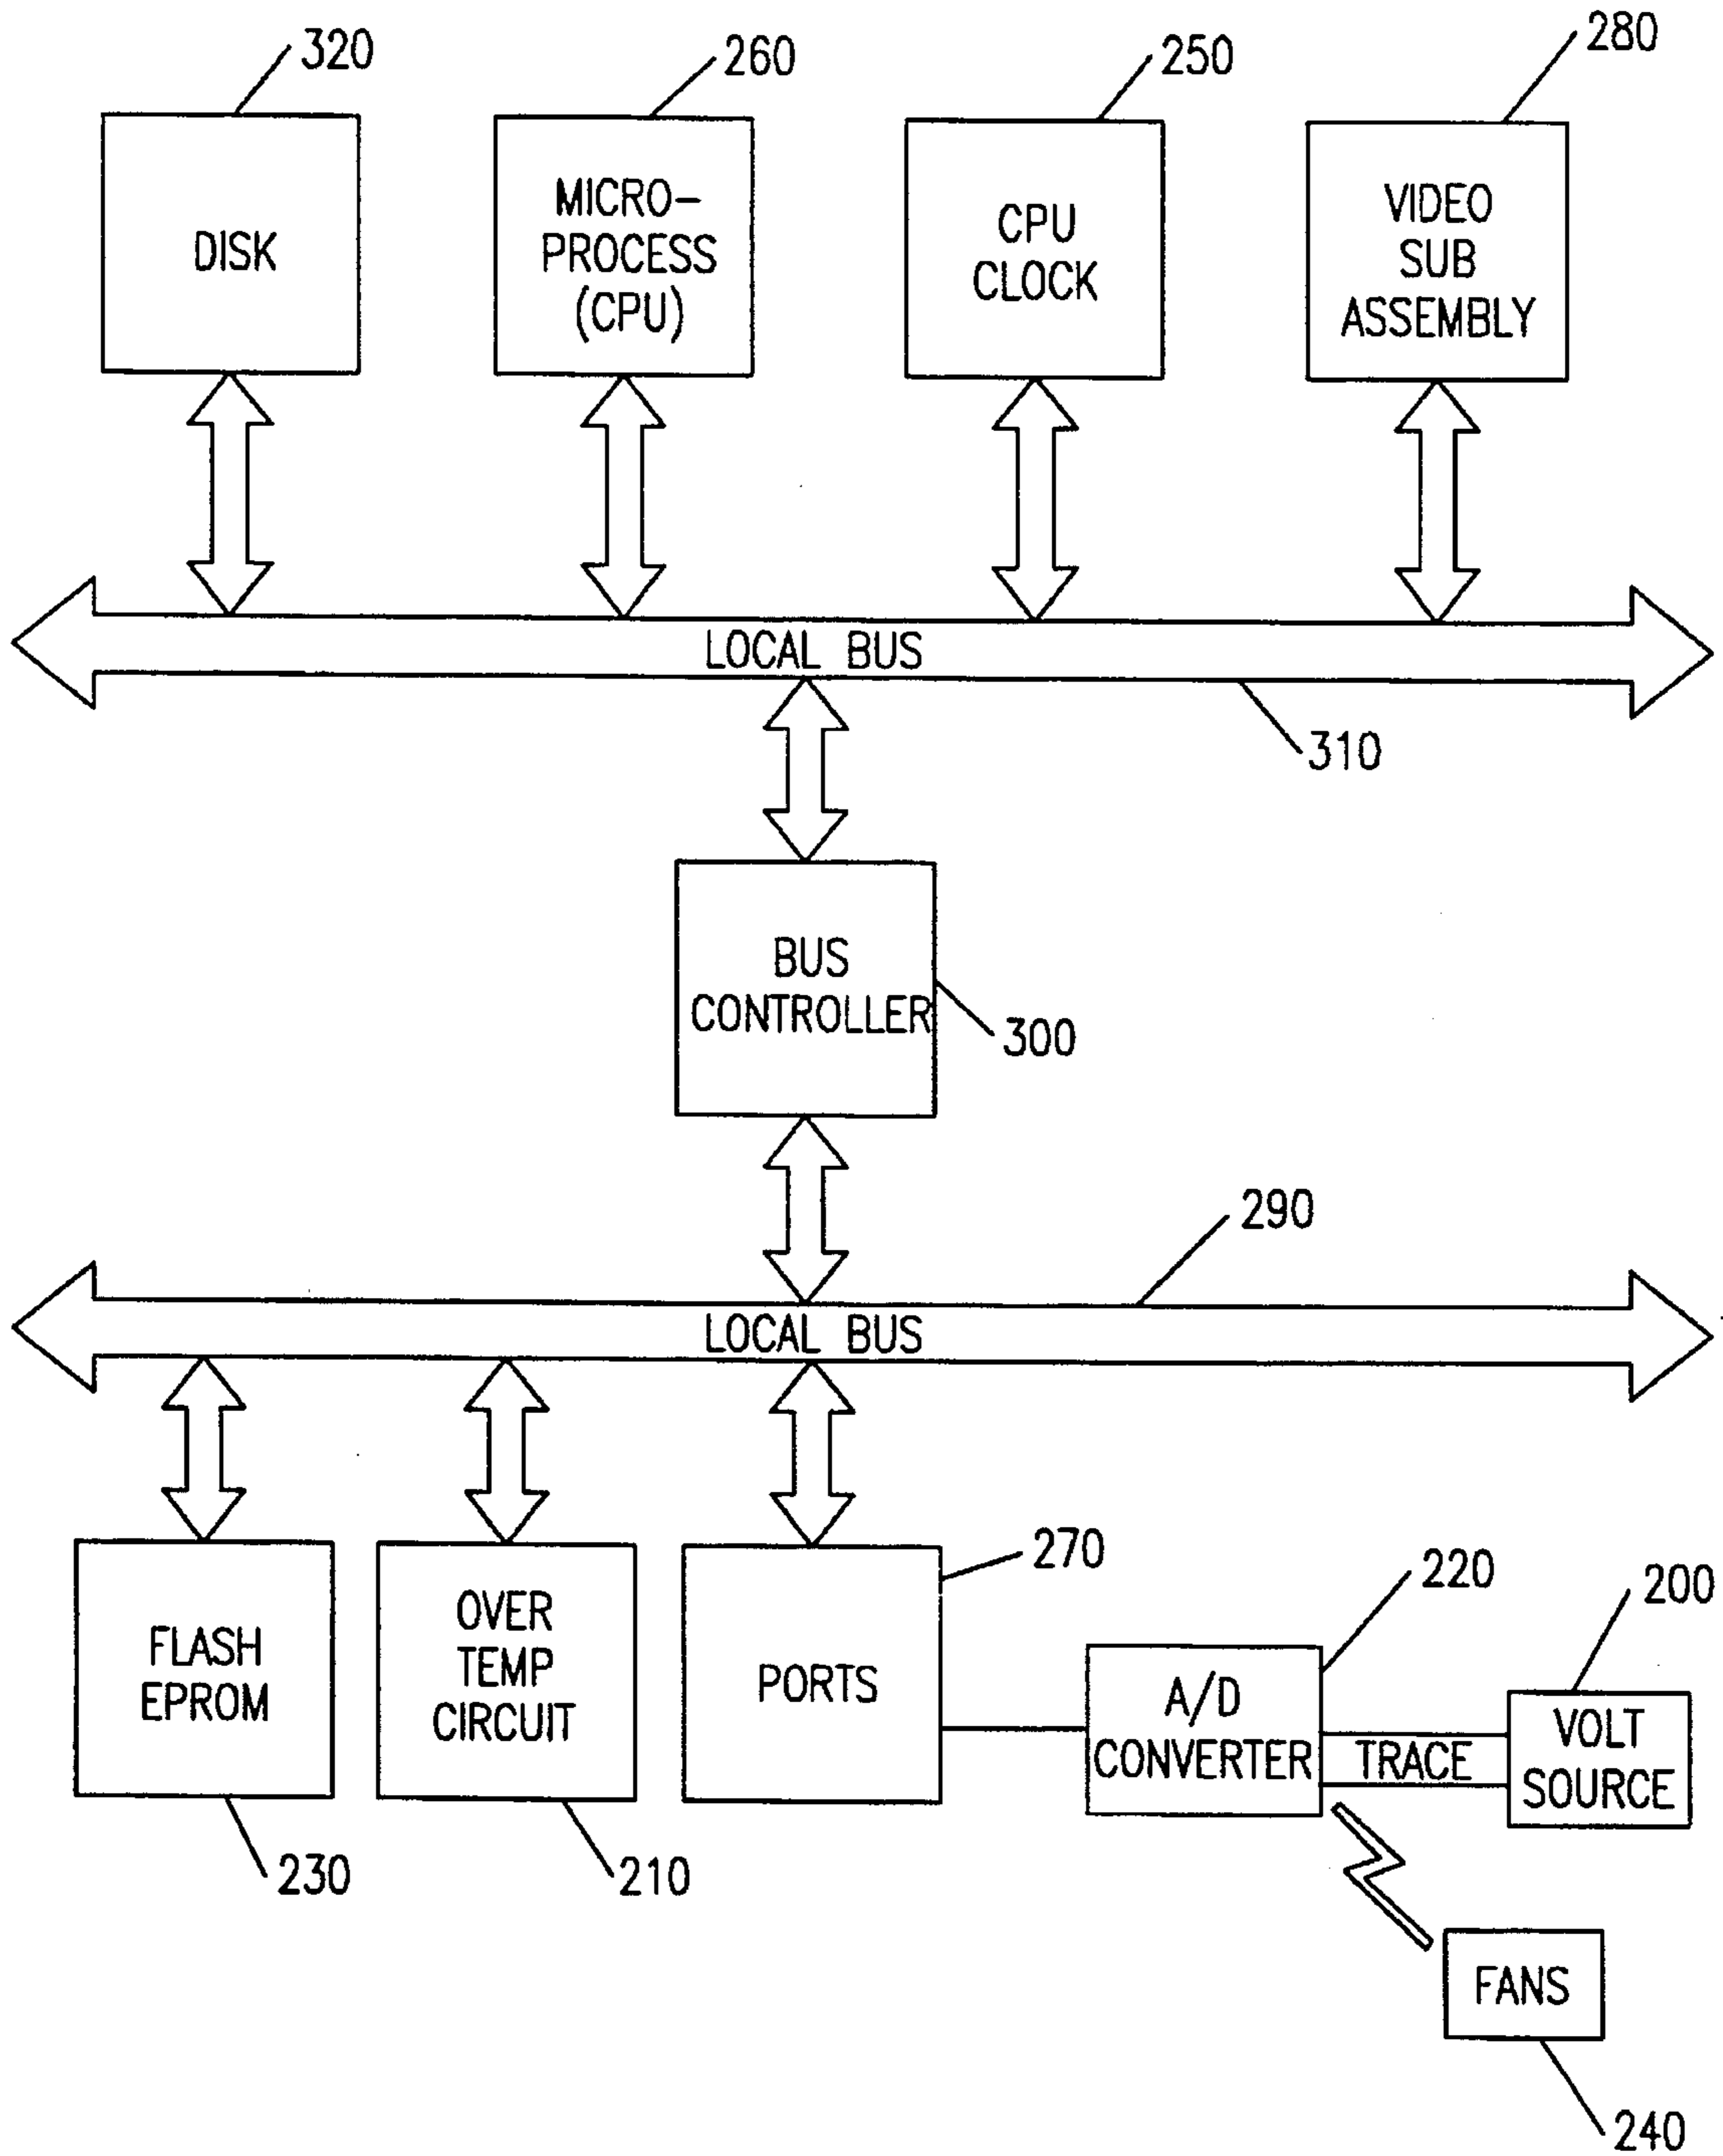 320
260
250
280
DISK
MICRO-
PROCESS
(CPU)
CPU
CLOCK
VIDEO
SUB
ASSEMBLY
LOCAL BUS
310
BUS
CONTROLLER
300
290
LOCAL BUS
FLASH
EPROM
230
OVER
TEMP
CIRCUIT
210
PORTS
270
A/D
CONVERTER
220
TRACE
VOLT
SOURCE
200
FANS
240